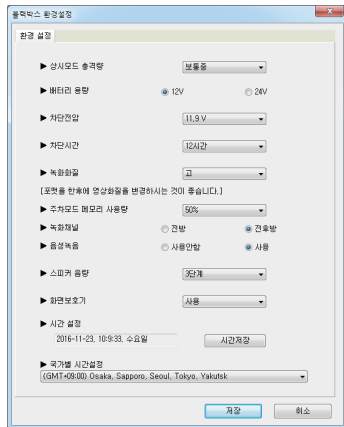 블랙박스 환경설정
환경 설정
▶ 상시모드 충격량 보통중
▶ 배터리 용량 12V 24V
▶ 차단전압 11,9 V
▶ 차단시간 12시간
▶ 녹화화질 고
[포맷을 한후에 영상화질을 변경하시는 것이 좋습니다.]
▶ 주차모드 메모리 사용량 50%
▶ 녹화채널 전방 전후방
▶ 음성녹음 사용안함 사용
▶ 스피커 음량 3단계
▶ 화면보호기 사용
▶ 시간 설정
2016-11-23, 10:9:33, 수요일 시간저장
▶ 국가별 시간설정
(GMT+09:00) Osaka, Sapporo, Seoul, Tokyo, Yakutsk
저장 취소